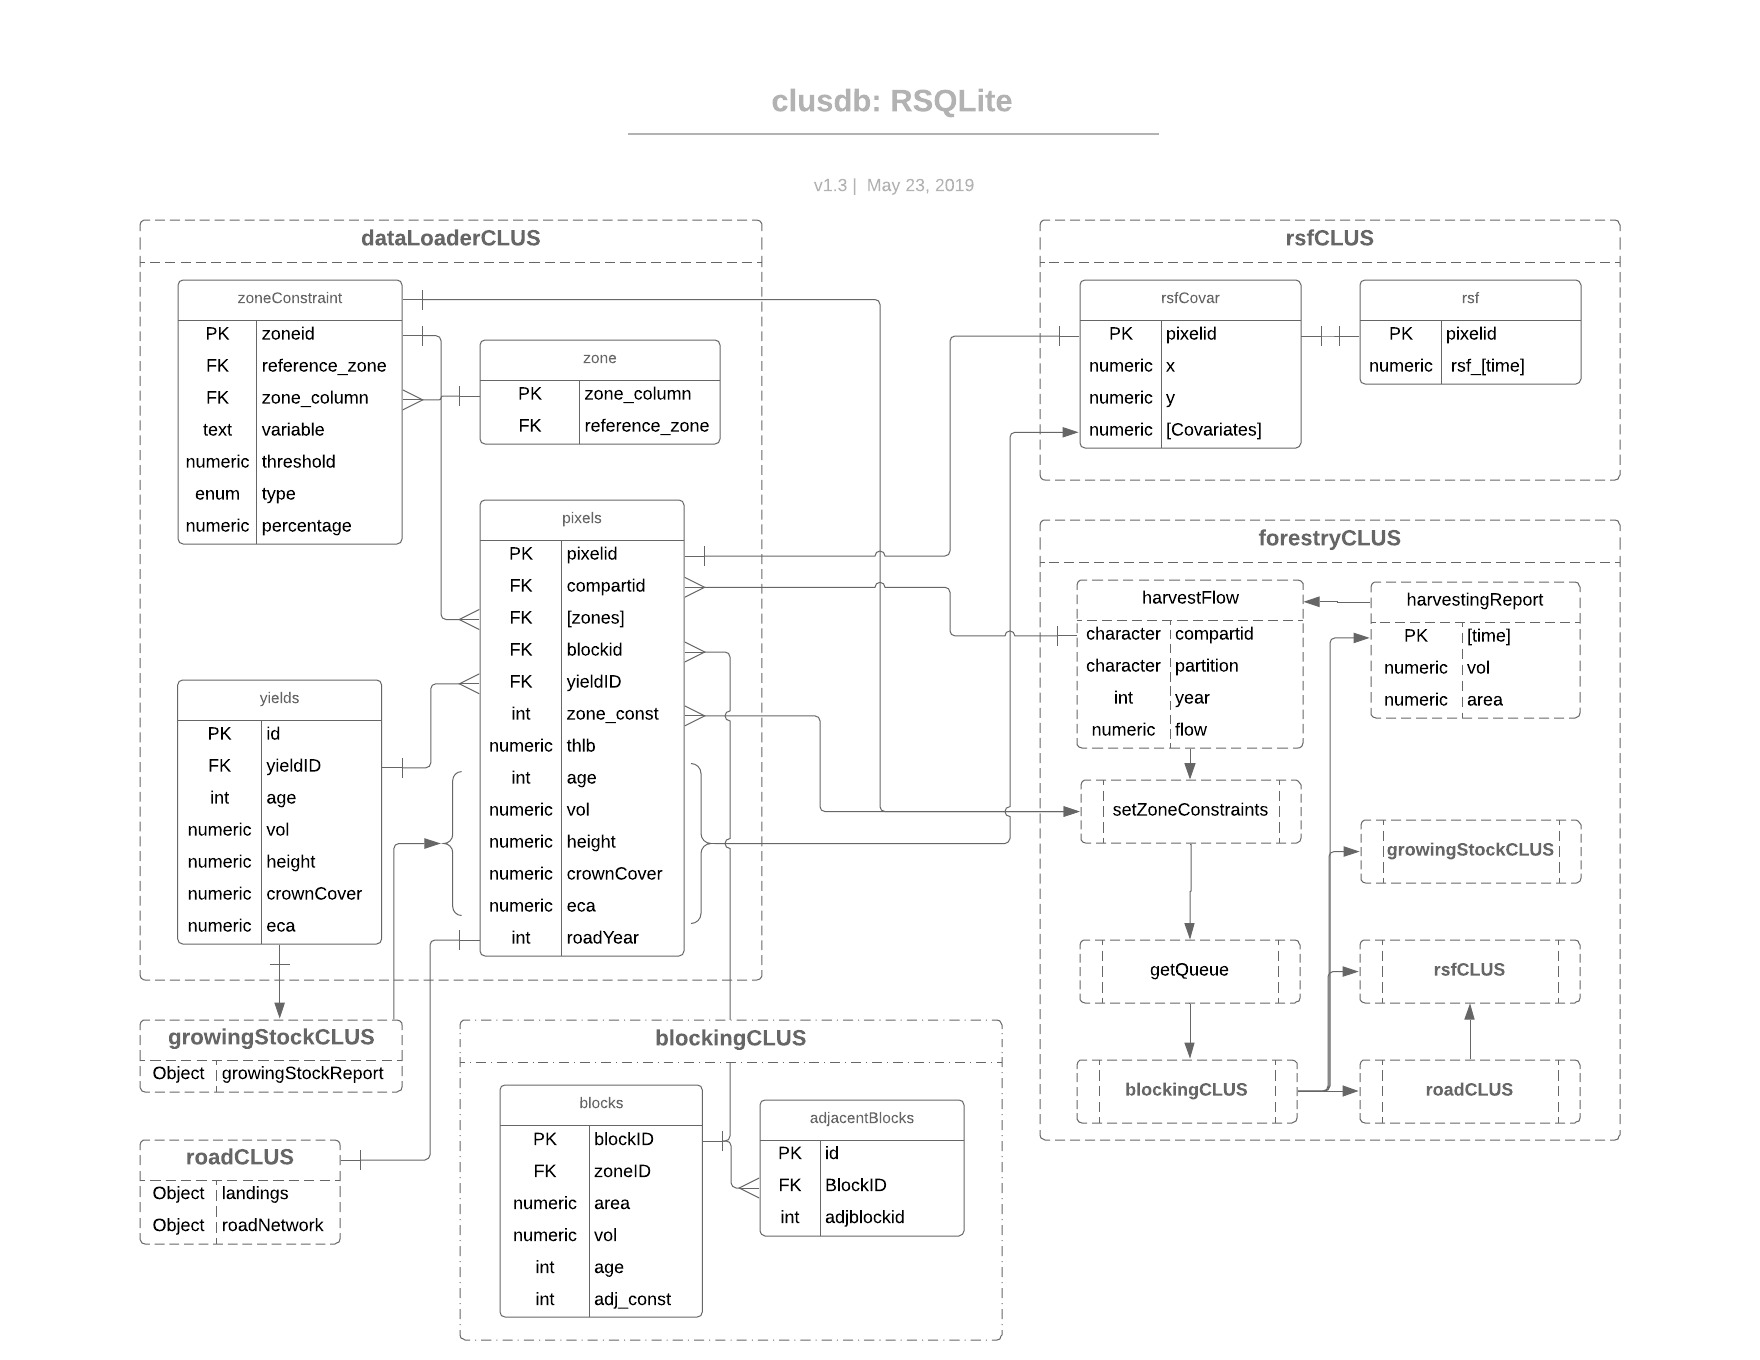 clusdb: RSQLite
v1.3 | May 23, 2019
dataLoaderCLUS
zoneConstraint
PK zoneid
FK reference_zone
FK zone_column
text variable
numeric threshold
enum type
numeric percentage
zone
PK zone_column
FK reference_zone
pixels
PK pixelid
FK compartid
FK [zones]
FK blockid
FK yieldID
int zone_const
numeric thlb
int age
numeric vol
numeric height
numeric crownCover
numeric eca
int roadYear
yields
PK id
FK yieldID
int age
numeric vol
numeric height
numeric crownCover
numeric eca
growingStockCLUS
Object growingStockReport
roadCLUS
Object landings
Object roadNetwork
blockingCLUS
blocks
PK blockID
FK zoneID
numeric area
numeric vol
int age
int adj_const
adjacentBlocks
PK id
FK BlockID
int adjblockid
rsfCLUS
rsfCovar
PK pixelid
numeric x
numeric y
numeric [Covariates]
rsf
PK pixelid
numeric rsf_[time]
forestryCLUS
harvestFlow
character compartid
character partition
int year
numeric flow
harvestingReport
PK [time]
numeric vol
numeric area
setZoneConstraints
growingStockCLUS
getQueue
rsfCLUS
blockingCLUS
roadCLUS